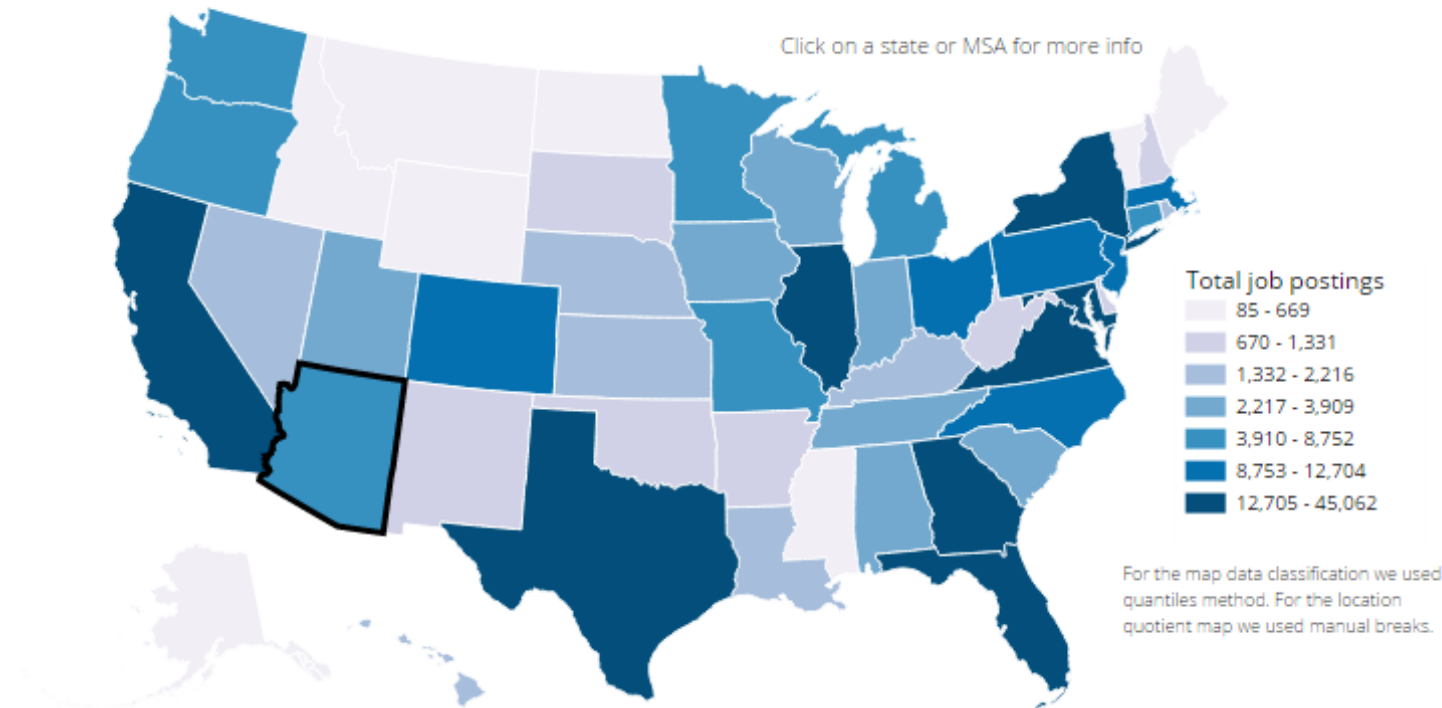 Click on a state or MSA for more info
Total job postings
85 - 669
670 - 1,331
1,332 - 2,216
2,217 - 3,909
3,910 - 8,752
8,753 - 12,704
12,705 - 45,062
For the map data classification we used
quantiles method. For the location
quotient map we used manual breaks.